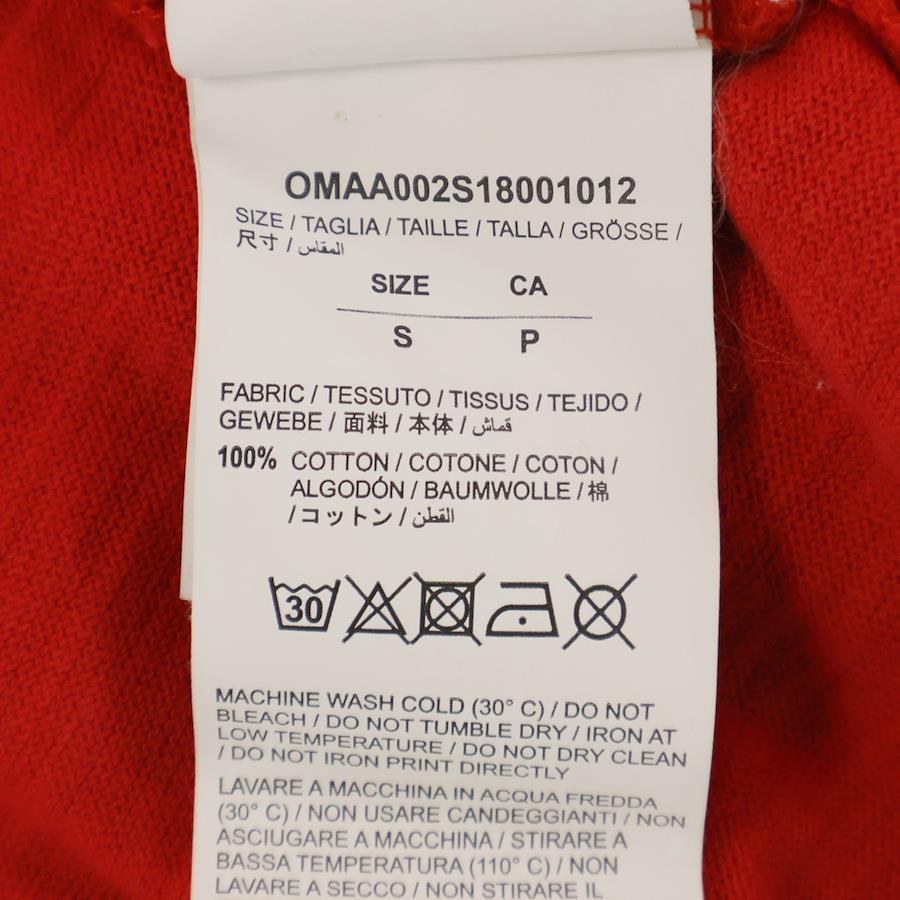 OMAA002S18001012
SIZE / TAGLIA / TAILLE / TALLA / GRÖSSE /
尺寸 / المقاس
SIZE CA
S P
FABRIC / TESSUTO / TISSUS / TEJIDO /
GEWEBE / 面料 / 本体 / قماش
100% COTTON / COTONE / COTON /
ALGODÓN / BAUMWOLLE / 棉
/ コットン / القطن
30
MACHINE WASH COLD (30° C) / DO NOT
BLEACH / DO NOT TUMBLE DRY / IRON AT
LOW TEMPERATURE / DO NOT DRY CLEAN
/ DO NOT IRON PRINT DIRECTLY
LAVARE A MACCHINA IN ACQUA FREDDA
(30° C) / NON USARE CANDEGGIANTI / NON
ASCIUGARE A MACCHINA / STIRARE A
BASSA TEMPERATURA (110° C) / NON
LAVARE A SECCO / NON STIRARE IL